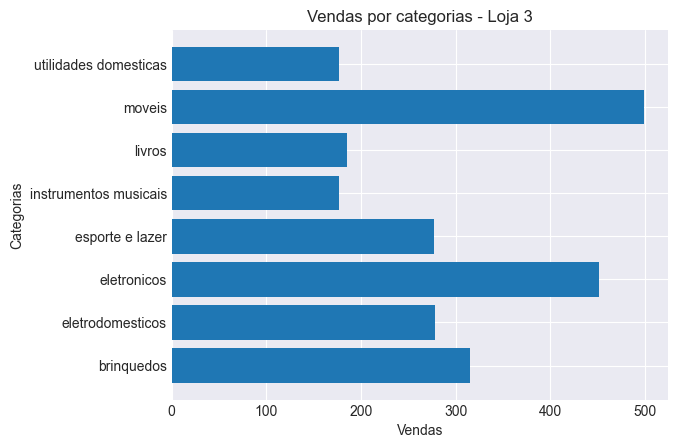 Vendas por categorias - Loja 3
Categorias
utilidades domesticas
moveis
livros
instrumentos musicais
esporte e lazer
eletronicos
eletrodomesticos
brinquedos
0 100 200 300 400 500
Vendas